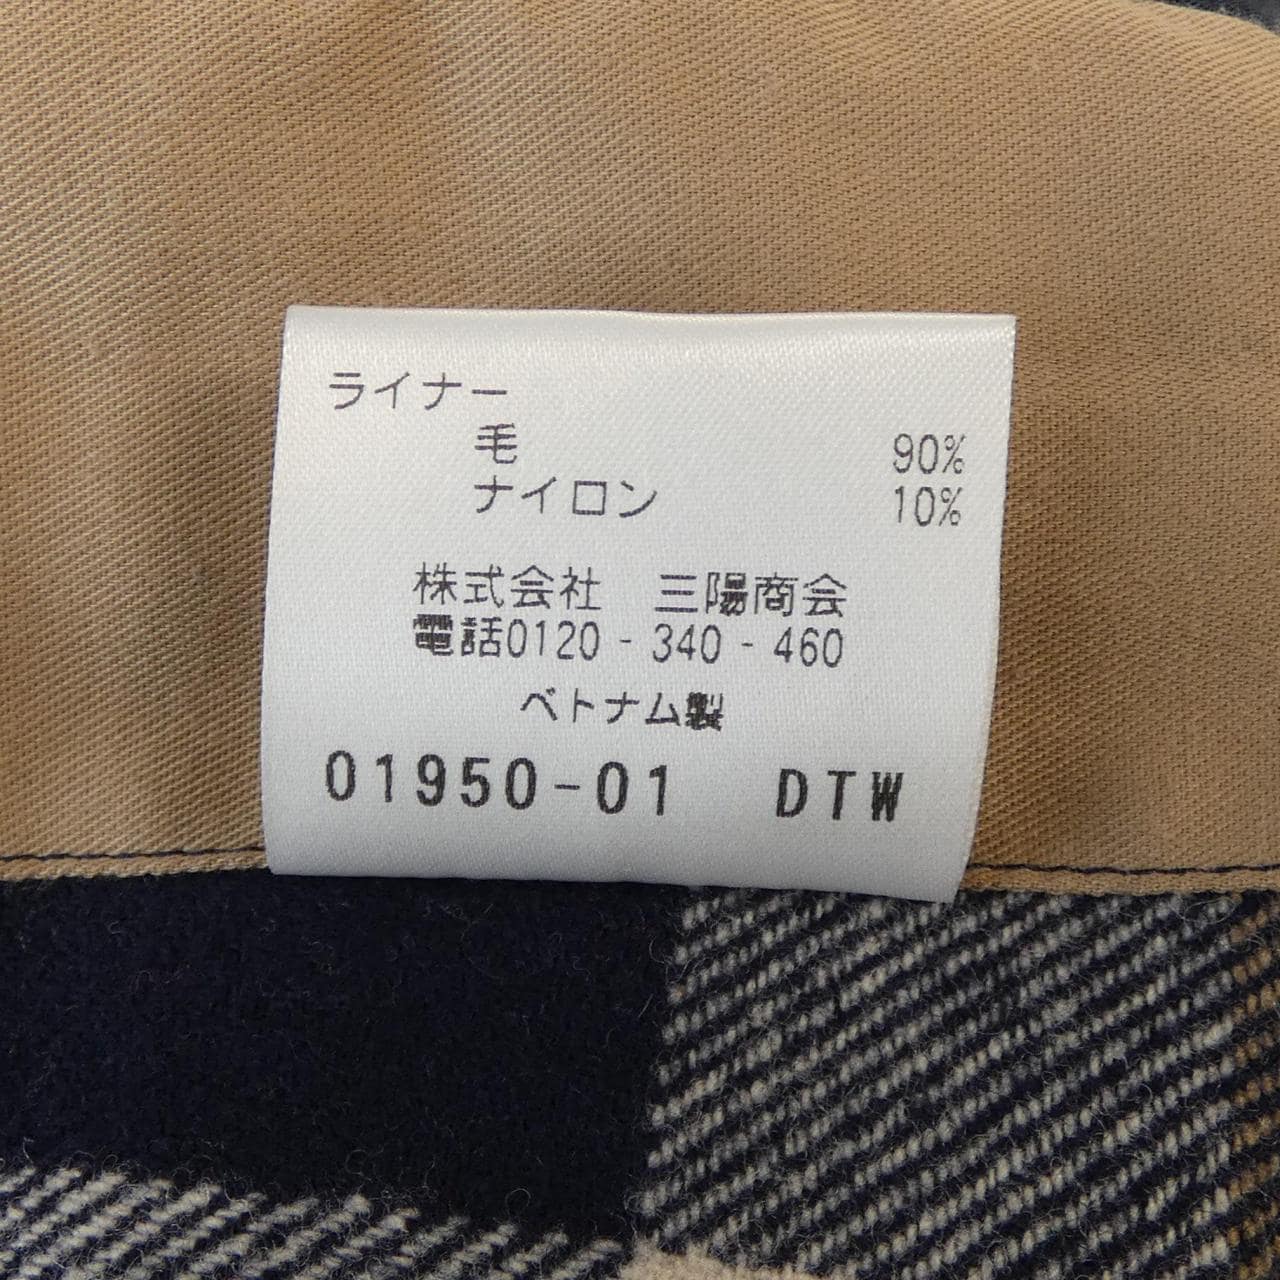 ライナー
毛 90%
ナイロン 10%
株式会社 三陽商会
電話0120-340-460
ベトナム製
01950-01 DTW